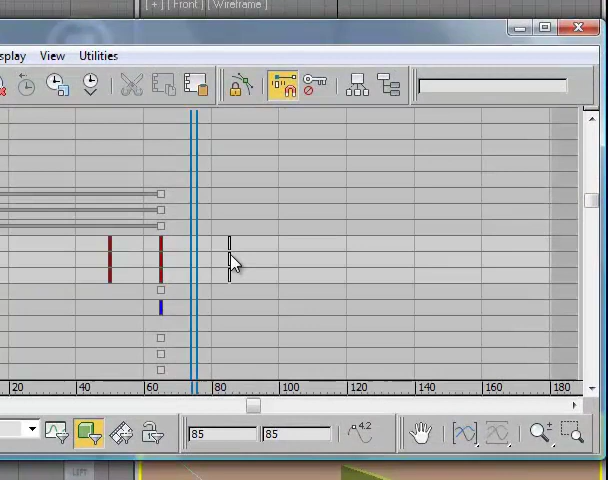 [ + ] [ Front ] [ Wireframe ]
splay View Utilities
20 40 60 80 100 120 140 160 180
85 85 4.2